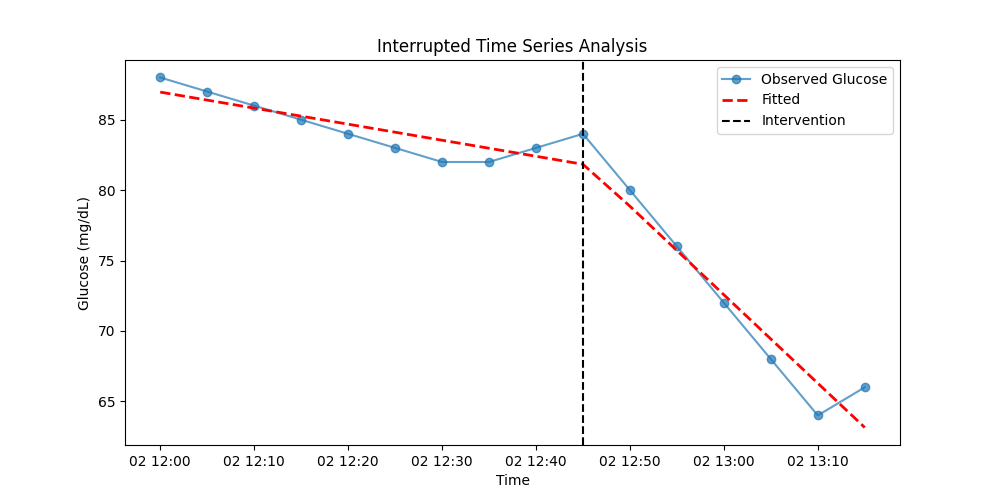 Interrupted Time Series Analysis
Observed Glucose
Fitted
Intervention
Glucose (mg/dL)
85
80
75
70
65
02 12:00 02 12:10 02 12:20 02 12:30 02 12:40 02 12:50 02 13:00 02 13:10
Time